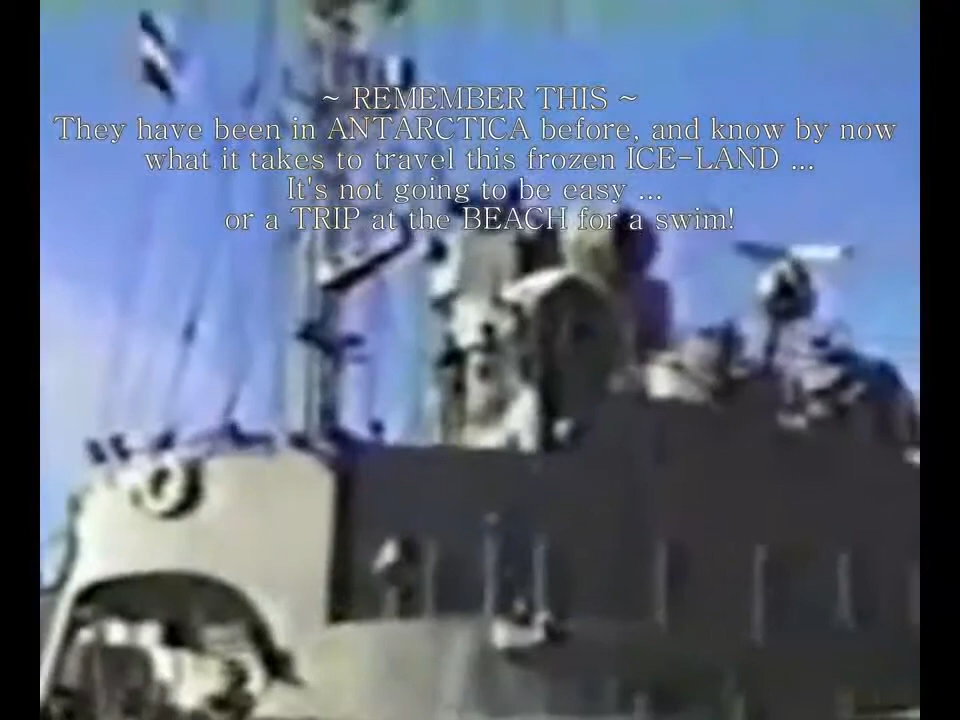 ~ REMEMBER THIS ~
They have been in ANTARCTICA before, and know by now
what it takes to travel this frozen ICE-LAND ...
It's not going to be easy ...
or a TRIP at the BEACH for a swim!